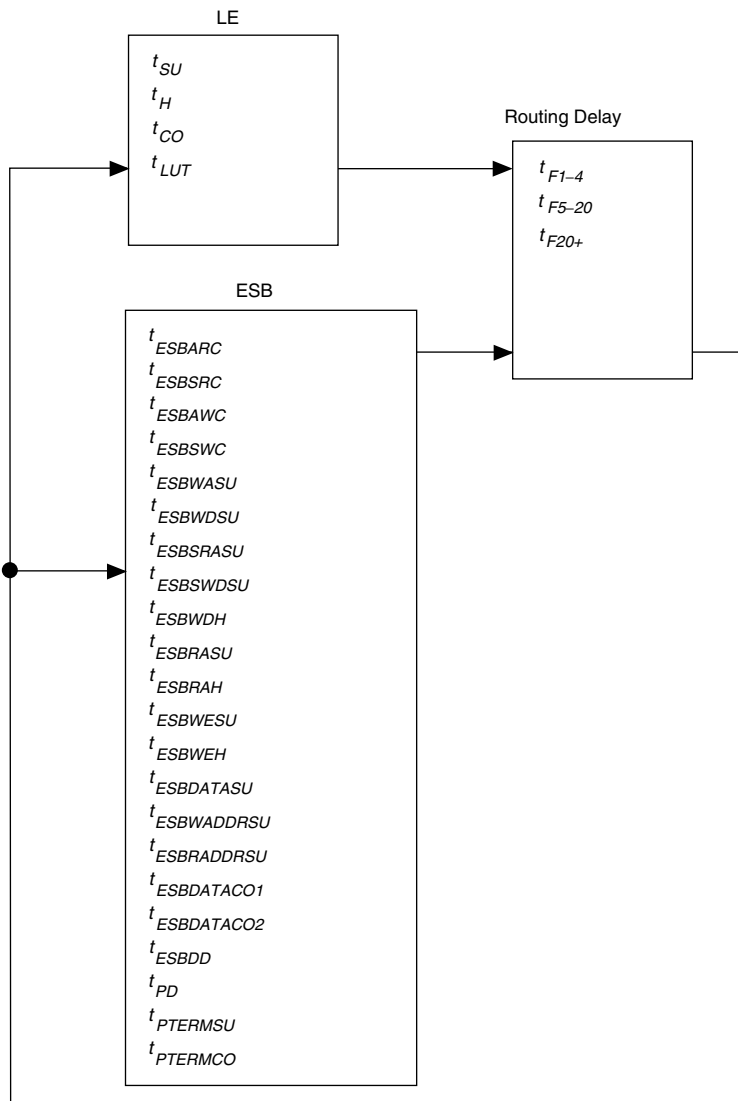 LE
tSU
tH
tCO
tLUT
Routing Delay
tF1–4
tF5–20
tF20+
ESB
tESBARC
tESBSRC
tESBAWC
tESBSWC
tESBWASU
tESBWDSU
tESBSRASU
tESBSWDSU
tESBWDH
tESBRASU
tESBRAH
tESBWESU
tESBWEH
tESBDATASU
tESBWADDRSU
tESBRADDRSU
tESBDATACO1
tESBDATACO2
tESBDD
tPD
tPTERMSU
tPTERMCO